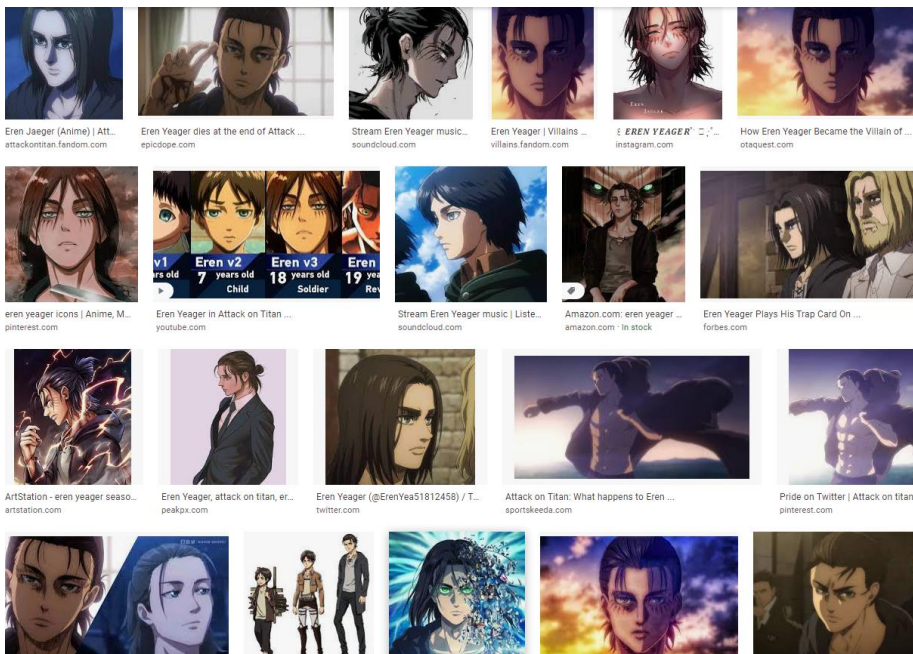 Eren Jaeger (Anime) | Att...
attackontitan.fandom.com
Eren Yeager dies at the end of Attack ...
epicdope.com
Stream Eren Yeager music...
soundcloud.com
Eren Yeager | Villains ...
villains.fandom.com
EREN YEAGER
instagram.com
How Eren Yeager Became the Villain of ...
otaquest.com
v1
Eren v2
Eren v3
Eren
rs old
7 years old
18 years old
19 yea
Child
Soldier
Rev
eren yeager icons | Anime, M...
pinterest.com
Eren Yeager in Attack on Titan ...
youtube.com
Stream Eren Yeager music | Liste...
soundcloud.com
Amazon.com: eren yeager ...
amazon.com · In stock
Eren Yeager Plays His Trap Card On ...
forbes.com
ArtStation - eren yeager seaso...
artstation.com
Eren Yeager, attack on titan, er...
peakpx.com
Eren Yeager (@ErenYea51812458) / T...
twitter.com
Attack on Titan: What happens to Eren ...
sportskeeda.com
Pride on Twitter | Attack on titan
pinterest.com